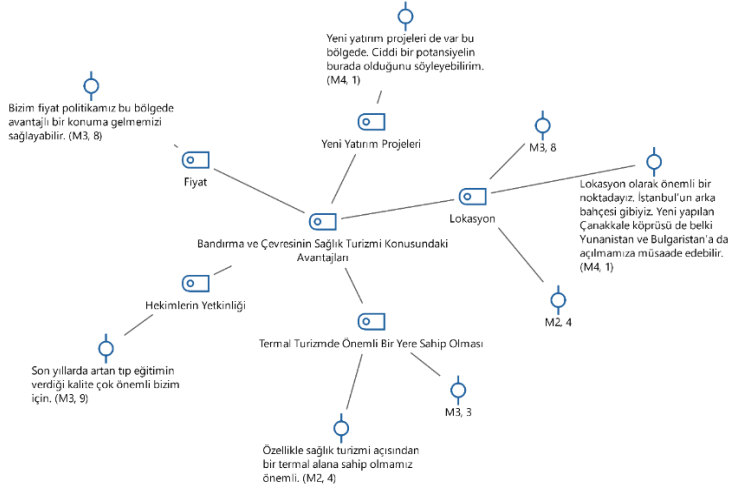 Yeni yatırım projeleri de var bu
bölgede. Ciddi bir potansiyelin
burada olduğunu söyleyebilirim.
(M4, 1)
Bizim fiyat politikamız bu bölgede
avantajlı bir konuma gelmemizi
sağlayabilir. (M3, 8)
Yeni Yatırım Projeleri
M3, 8
Fiyat
Lokasyon olarak önemli bir
noktadayız. İstanbul'un arka
bahçesi gibiyiz. Yeni yapılan
Çanakkale köprüsü de belki
Yunanistan ve Bulgaristan'a da
açılmamıza müsaade edebilir.
(M4, 1)
Lokasyon
Bandırma ve Çevresinin Sağlık Turizmi Konusundaki
Avantajları
Hekimlerin Yetkinliği
M2, 4
Termal Turizmde Önemli Bir Yere Sahip Olması
Son yıllarda artan tıp eğitimin
verdiği kalite çok önemli bizim
için. (M3, 9)
M3, 3
Özellikle sağlık turizmi açısından
bir termal alana sahip olmamız
önemli. (M2, 4)